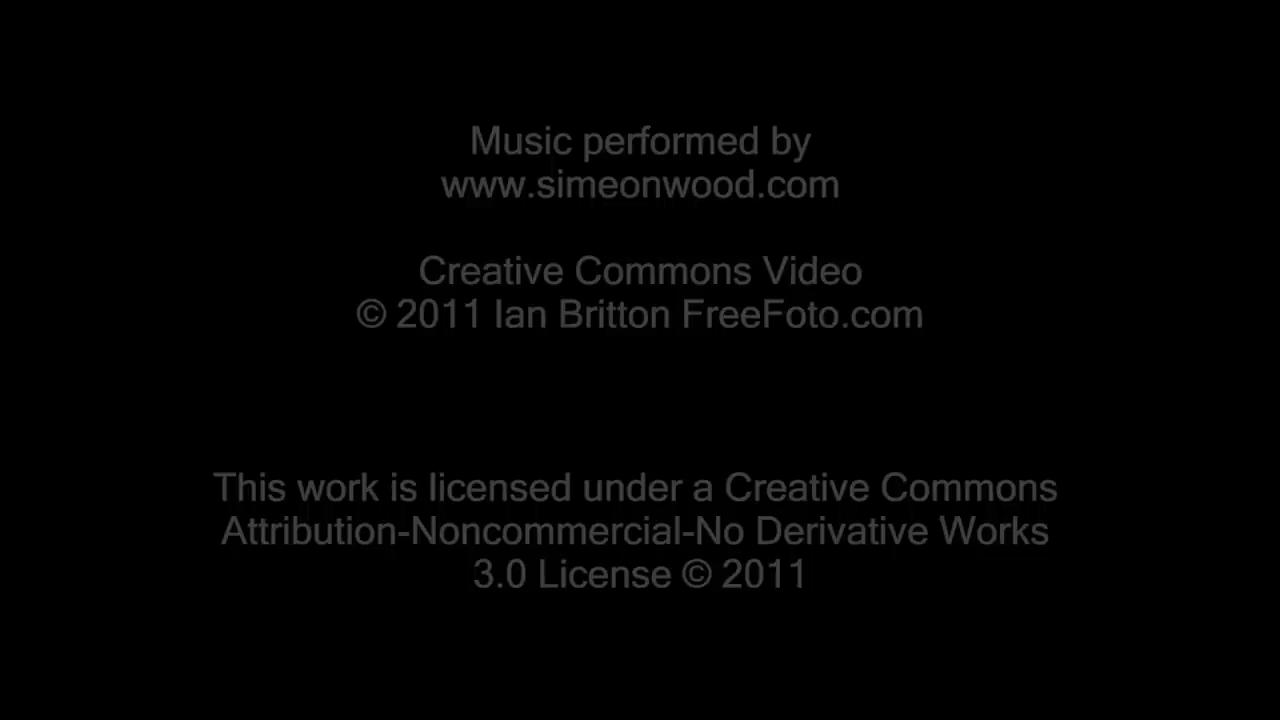 Music performed by
www.simeonwood.com
Creative Commons Video
© 2011 Ian Britton FreeFoto.com
This work is licensed under a Creative Commons
Attribution-Noncommercial-No Derivative Works
3.0 License © 2011